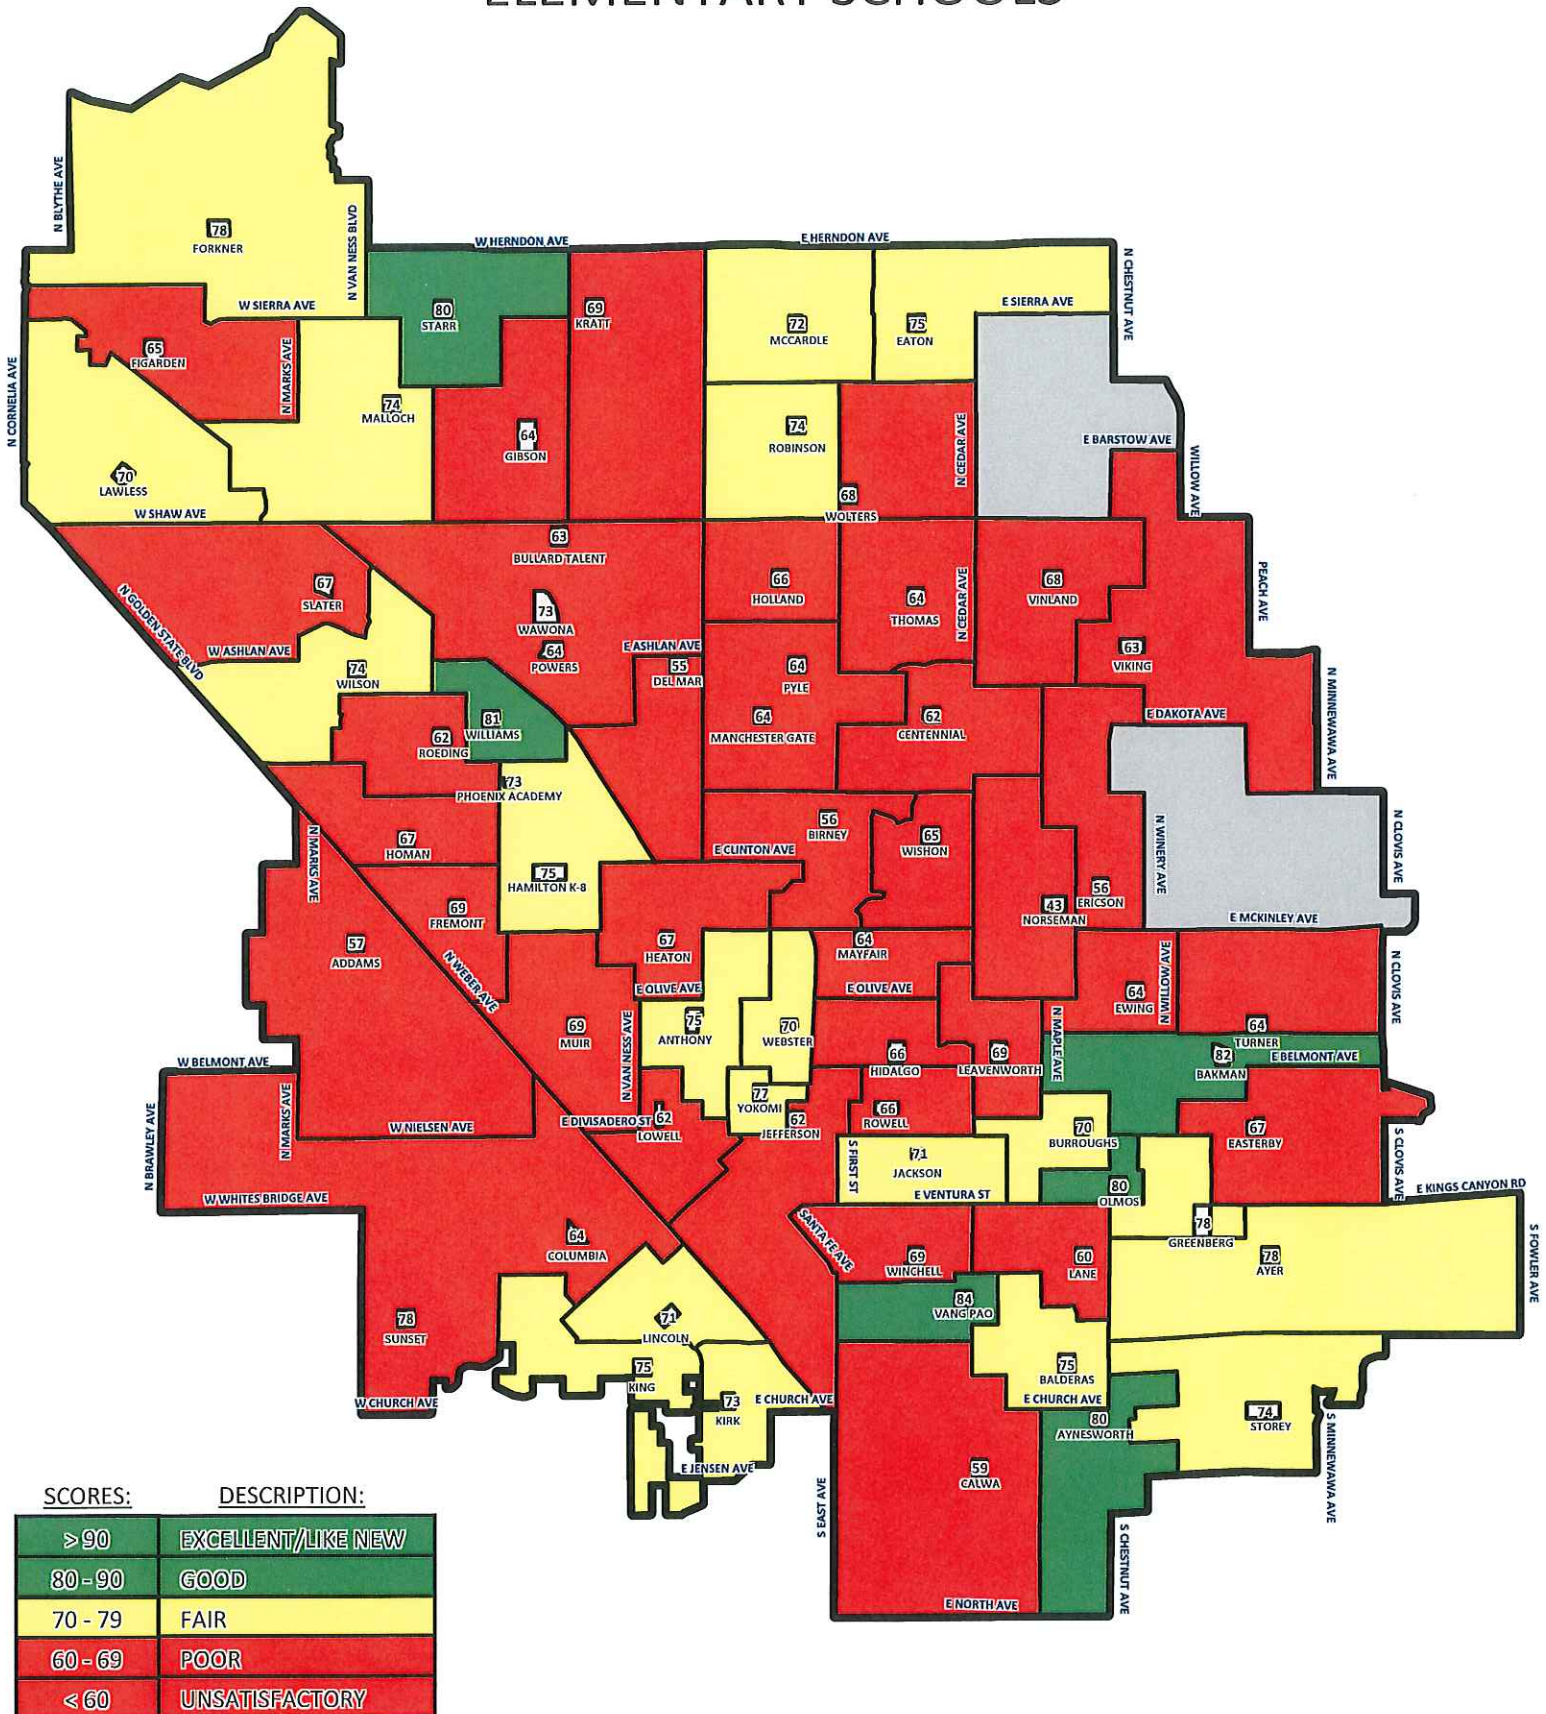 ELEMENTARY SCHOOLS
N BLYTHE AVE
N VAN NESS BLVD
78
FORKNER
W HERNDON AVE
E HERNDON AVE
N CHESTNUT AVE
W SIERRA AVE
E SIERRA AVE
80
STARR
69
KRATT
72
MCCARDLE
75
EATON
65
FIGARDEN
N MARKS AVE
N CORNELIA AVE
74
MALLOCH
64
GIBSON
74
ROBINSON
N CEDAR AVE
E BARSTOW AVE
WILLOW AVE
70
LAWLESS
68
WOLTERS
W SHAW AVE
63
BULLARD TALENT
67
SLATER
66
HOLLAND
64
THOMAS
N CEDAR AVE
68
VINLAND
PEACH AVE
73
WAWONA
N GOLDEN STATE BLVD
W ASHLAN AVE
E ASHLAN AVE
64
POWERS
63
VIKING
74
WILSON
55
DEL MAR
64
PYLE
N MINNEWAWA AVE
81
WILLIAMS
62
ROEDING
64
MANCHESTER GATE
62
CENTENNIAL
E DAKOTA AVE
73
PHOENIX ACADEMY
67
HOMAN
N MARKS AVE
56
BIRNEY
65
WISHON
E CLINTON AVE
N WINERY AVE
N CLOVIS AVE
75
HAMILTON K-8
69
FREMONT
43
NORSEMAN
56
ERICSON
E MCKINLEY AVE
57
ADDAMS
67
HEATON
64
MAYFAIR
N WEBER AVE
E OLIVE AVE
E OLIVE AVE
64
EWING
N WILLOW AVE
N CLOVIS AVE
69
MUIR
N VAN NESS AVE
75
ANTHONY
70
WEBSTER
66
HIDALGO
69
LEAVENWORTH
N MAPLE AVE
64
TURNER
82
BAKMAN
E BELMONT AVE
W BELMONT AVE
N BRAWLEY AVE
N MARKS AVE
W NIELSEN AVE
E DIVISADERO ST
62
LOWELL
77
YOKOMI
62
JEFFERSON
66
ROWELL
70
BURROUGHS
67
EASTERBY
S CLOVIS AVE
S FIRST ST
71
JACKSON
E VENTURA ST
80
OLMOS
W WHITES BRIDGE AVE
E KINGS CANYON RD
SANTA FE AVE
64
COLUMBIA
69
WINCHELL
60
LANE
78
GREENBERG
78
AYER
S FOWLER AVE
78
SUNSET
71
LINCOLN
84
VANG PAO
75
KING
73
KIRK
75
BALDERAS
W CHURCH AVE
E CHURCH AVE
E CHURCH AVE
80
AYNESWORTH
74
STOREY
S MINNEWAWA AVE
E JENSEN AVE
59
CALWA
S EAST AVE
S CHESTNUT AVE
E NORTH AVE
SCORES: DESCRIPTION:
> 90 EXCELLENT/LIKE NEW
80 - 90 GOOD
70 - 79 FAIR
60 - 69 POOR
< 60 UNSATISFACTORY